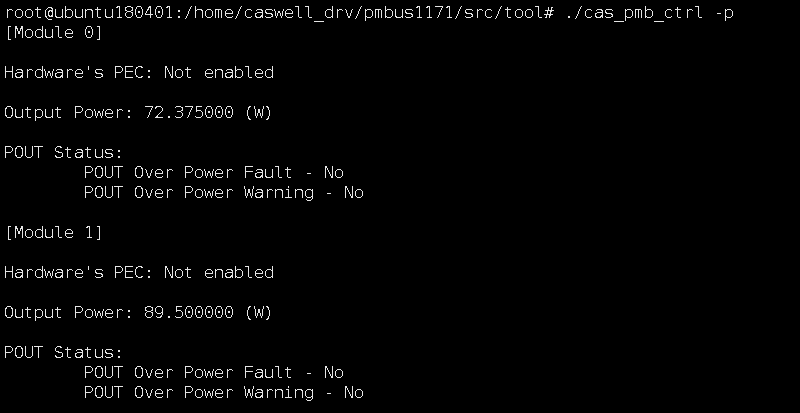 root@ubuntu180401:/home/caswell_drv/pmbus1171/src/tool# ./cas_pmb_ctrl -p
[Module 0]
Hardware's PEC: Not enabled
Output Power: 72.375000 (W)
POUT Status:
POUT Over Power Fault - No
POUT Over Power Warning - No
[Module 1]
Hardware's PEC: Not enabled
Output Power: 89.500000 (W)
POUT Status:
POUT Over Power Fault - No
POUT Over Power Warning - No